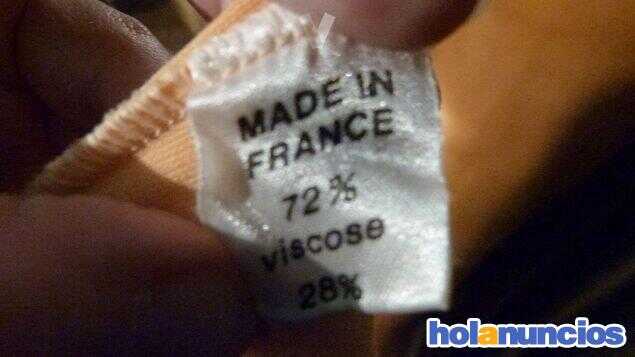 MADE IN
FRANCE
72%
viscose
28%
holanuncios